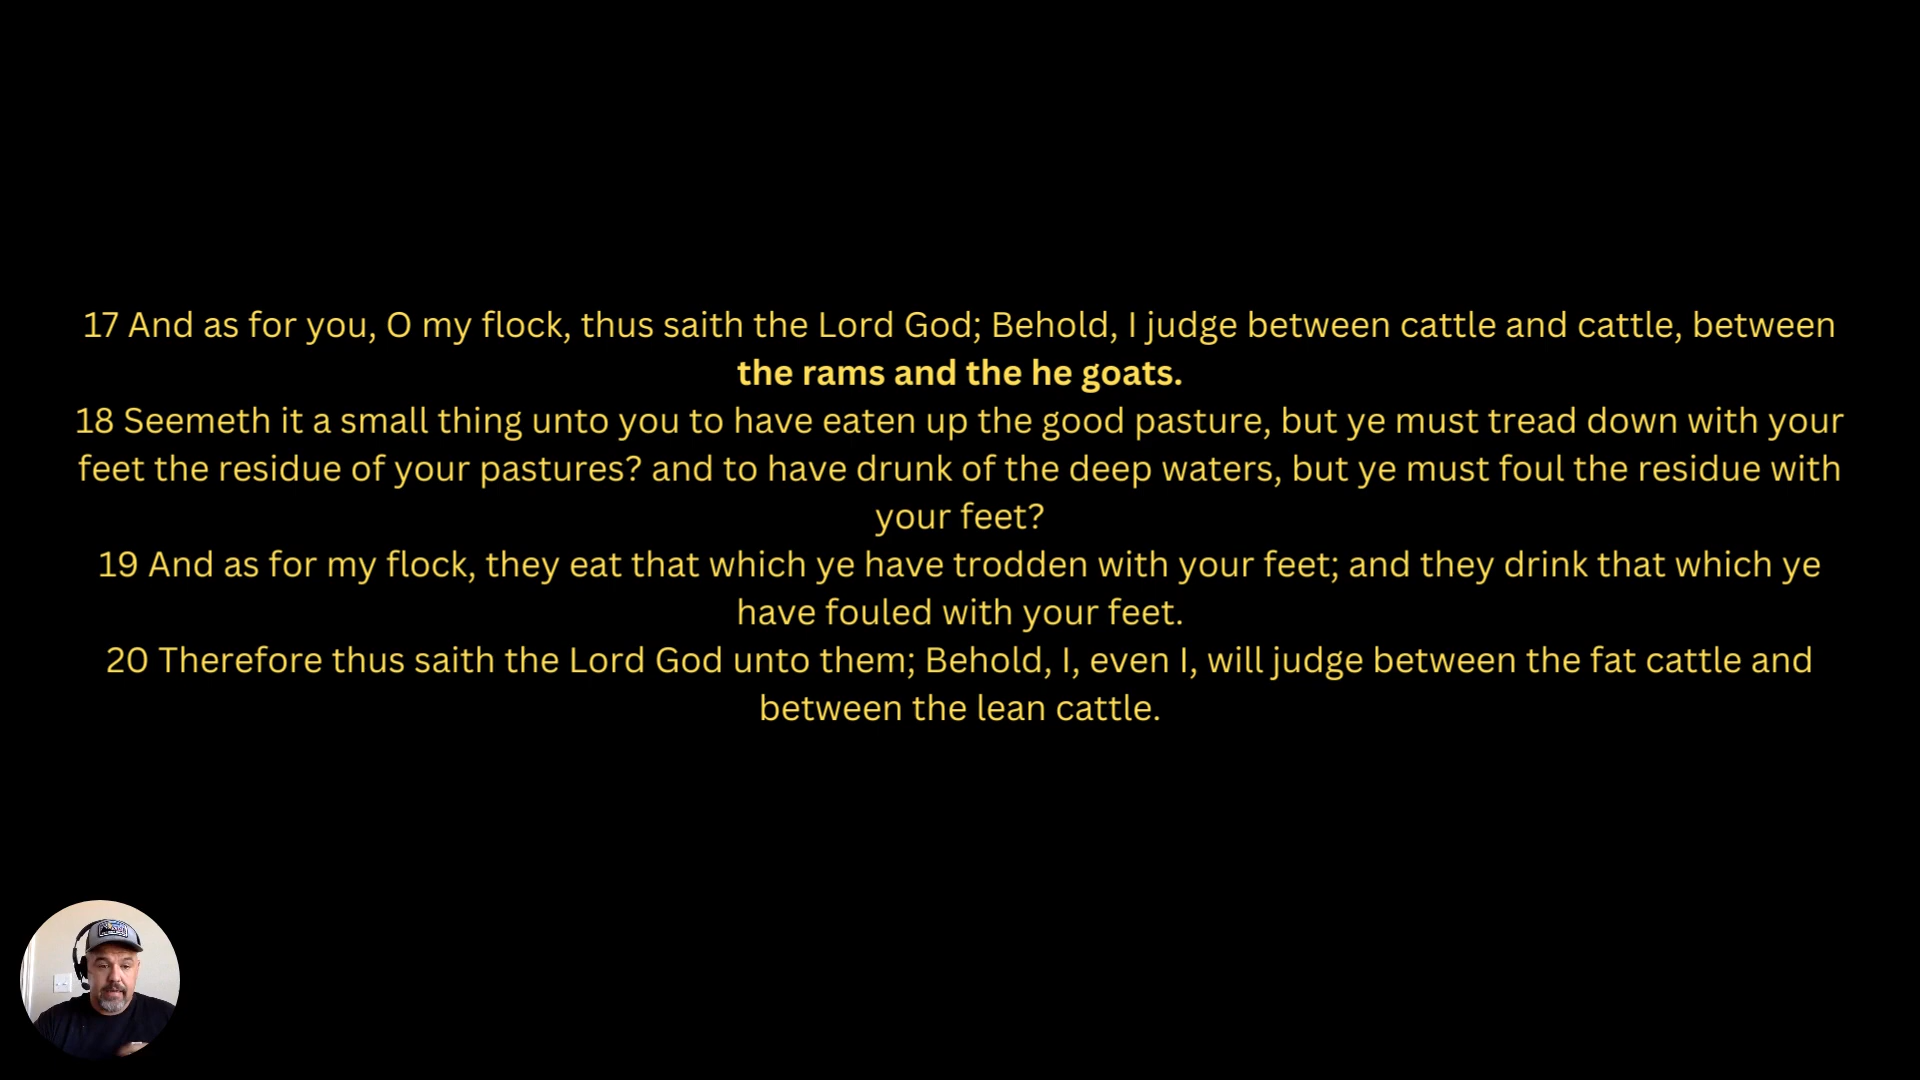 17 And as for you, O my flock, thus saith the Lord God; Behold, I judge between cattle and cattle, between
the rams and the he goats.
18 Seemeth it a small thing unto you to have eaten up the good pasture, but ye must tread down with your
feet the residue of your pastures? and to have drunk of the deep waters, but ye must foul the residue with
your feet?
19 And as for my flock, they eat that which ye have trodden with your feet; and they drink that which ye
have fouled with your feet.
20 Therefore thus saith the Lord God unto them; Behold, I, even I, will judge between the fat cattle and
between the lean cattle.